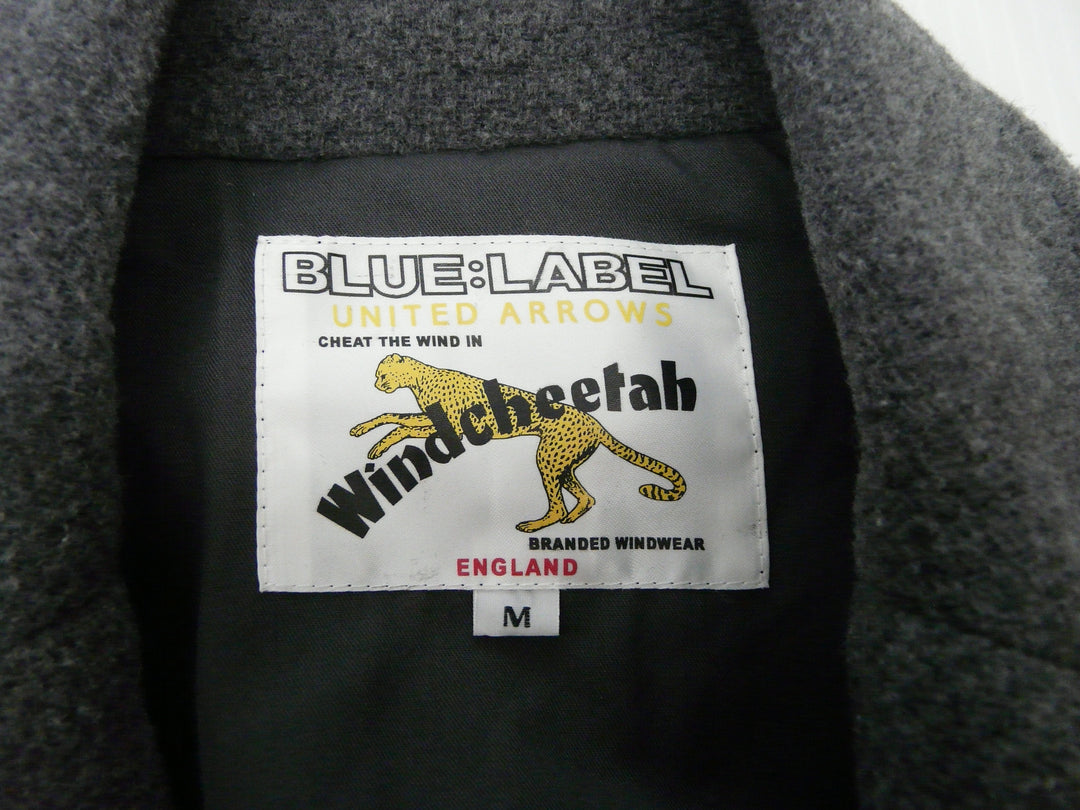 BLUE:LABEL
UNITED ARROWS
CHEAT THE WIND IN
Windcheetah
BRANDED WINDWEAR
ENGLAND
M